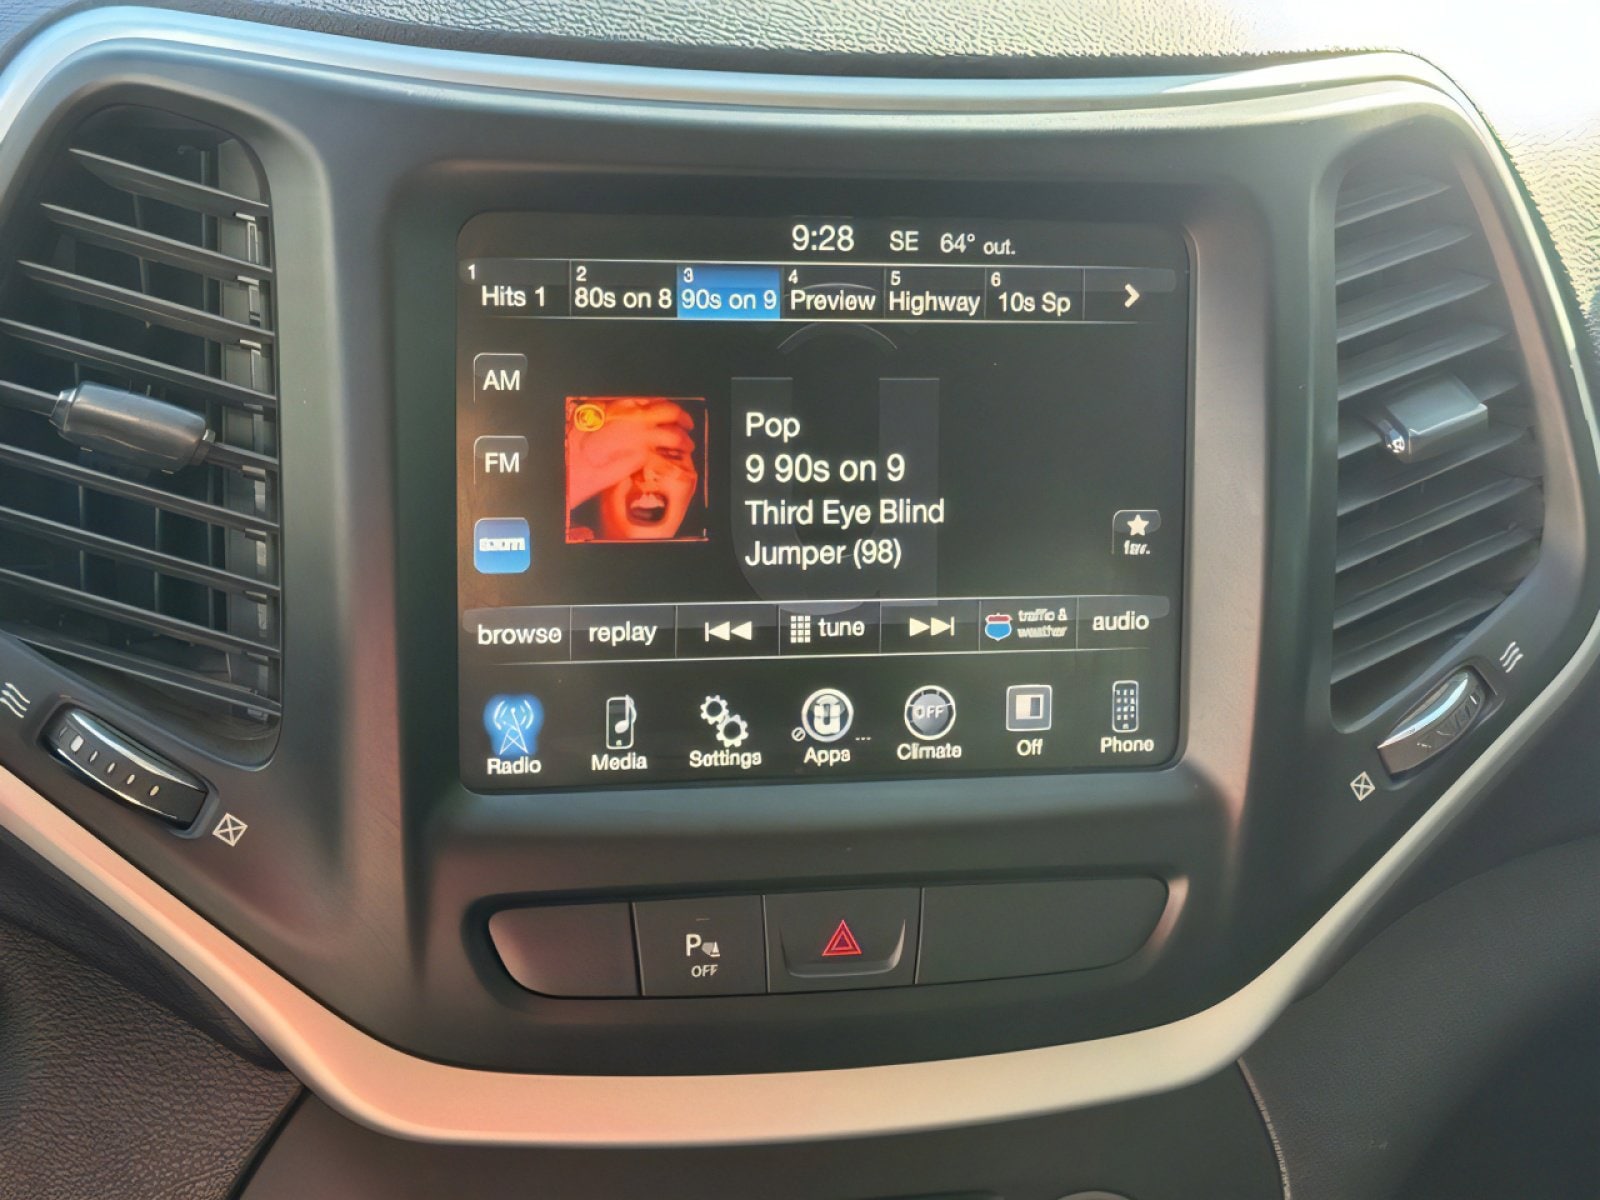 9:28 SE 64° out.
1 Hits 1 2 80s on 8 3 90s on 9 4 Preview 5 Highway 6 10s Sp
AM
FM
sxm
Pop
9 90s on 9
Third Eye Blind
Jumper (98)
fav.
browse replay tune traffic & weather audio
OFF
Radio Media Settings Apps ... Climate Off Phone
P
OFF